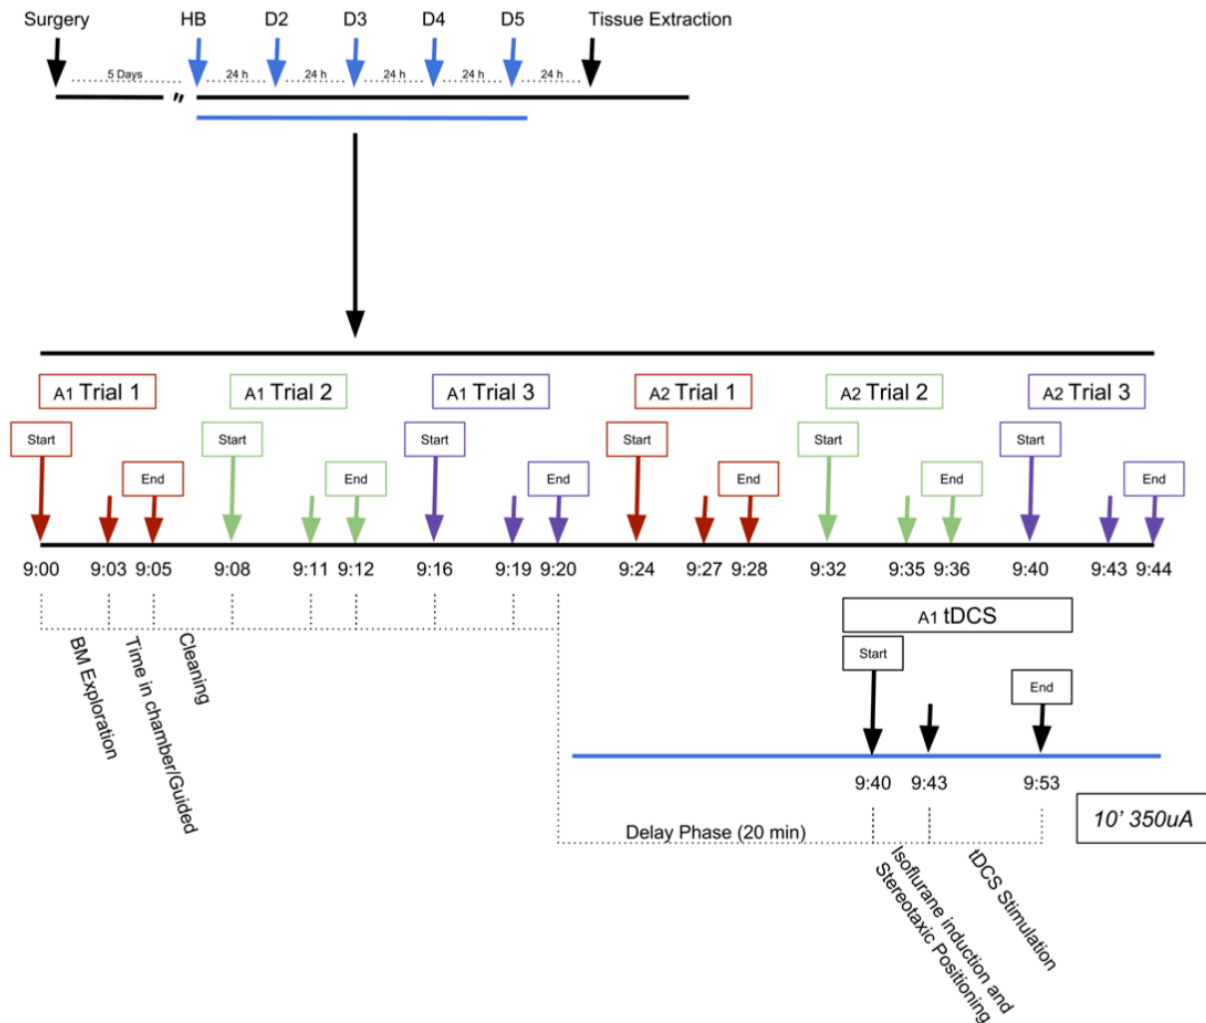 Surgery HB D2 D3 D4 D5 Tissue Extraction
5 Days 24 h 24 h 24 h 24 h 24 h
"
A1 Trial 1 A1 Trial 2 A1 Trial 3 A2 Trial 1 A2 Trial 2 A2 Trial 3
Start Start Start Start Start Start
End End End End End End
9:00 9:03 9:05 9:08 9:11 9:12 9:16 9:19 9:20 9:24 9:27 9:28 9:32 9:35 9:36 9:40 9:43 9:44
BM Exploration
Time in chamber/Guided
Cleaning
A1 tDCS
Start
End
9:40 9:43 9:53
10' 350uA
Delay Phase (20 min)
Isoflurane induction and
Stereotaxic Positioning
tDCS Stimulation